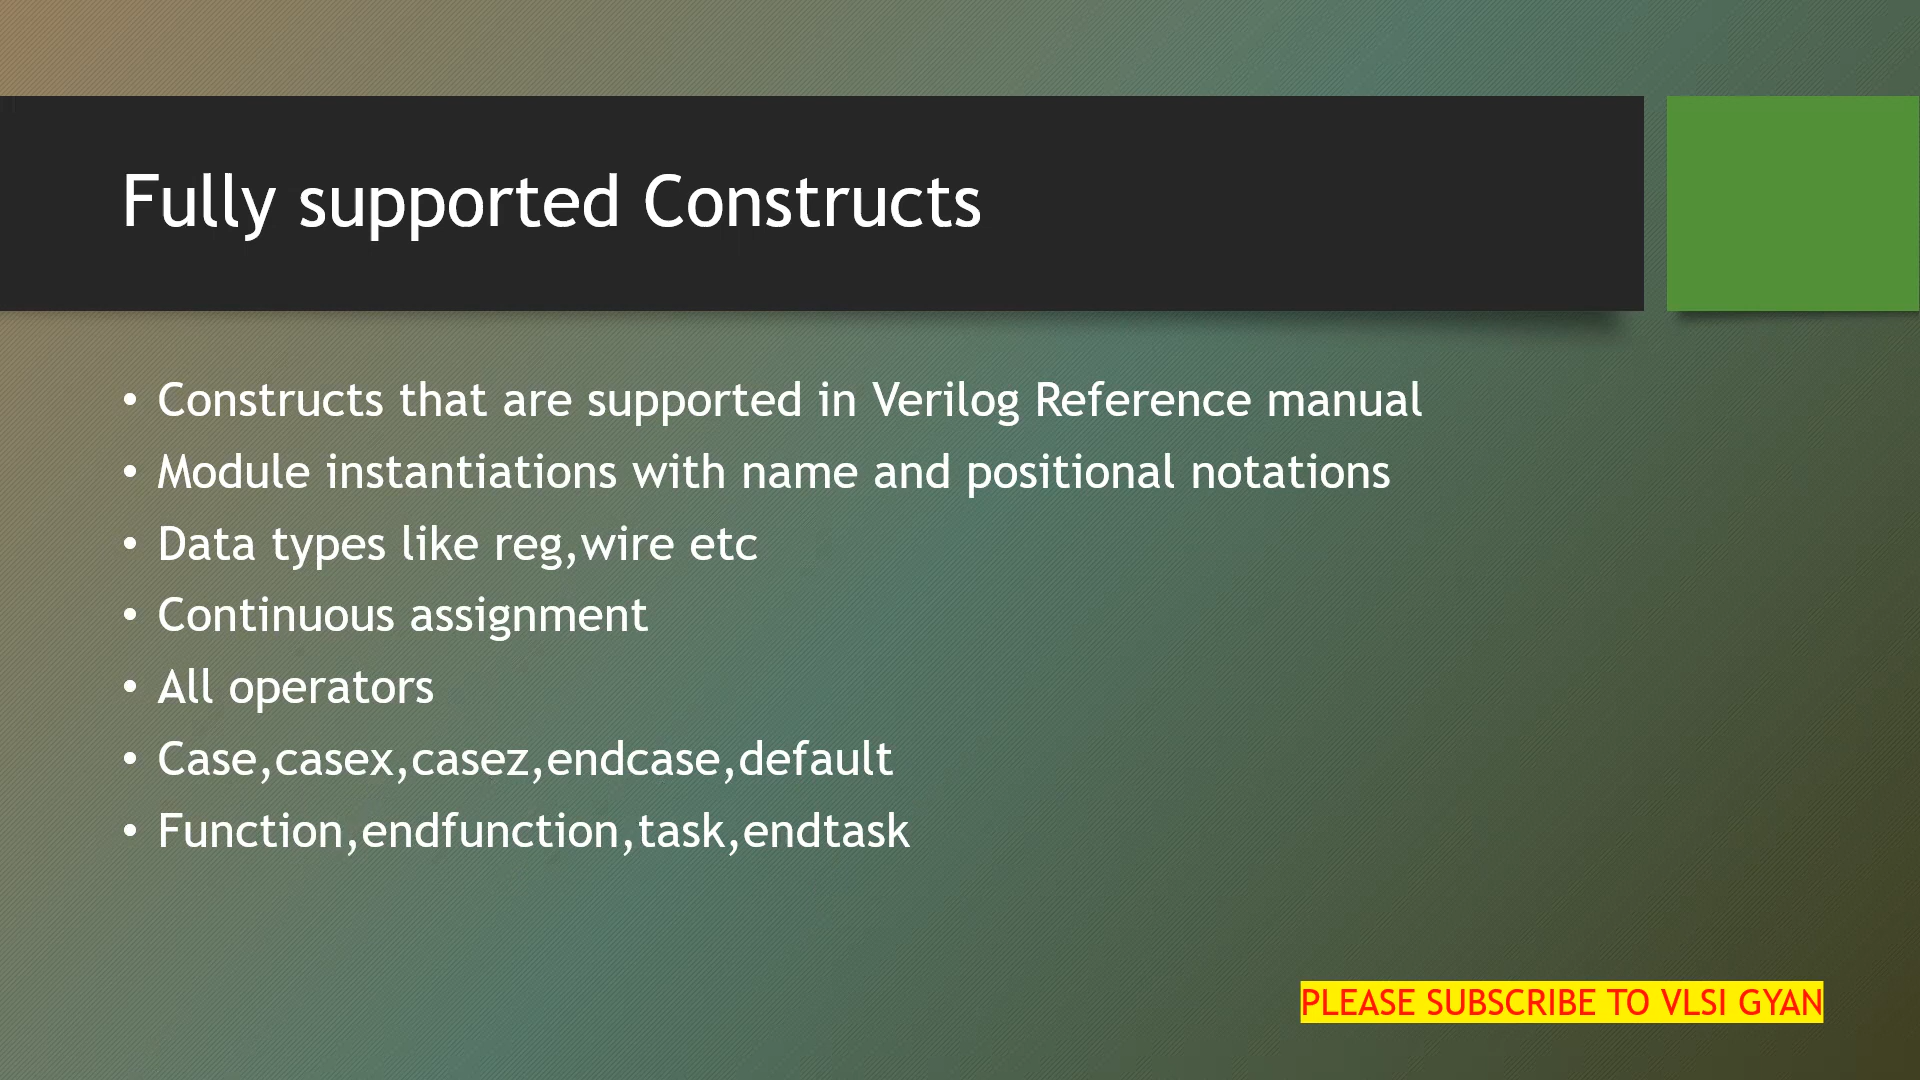 Fully supported Constructs
• Constructs that are supported in Verilog Reference manual
• Module instantiations with name and positional notations
• Data types like reg,wire etc
• Continuous assignment
• All operators
• Case,casex,casez,endcase,default
• Function,endfunction,task,endtask
PLEASE SUBSCRIBE TO VLSI GYAN